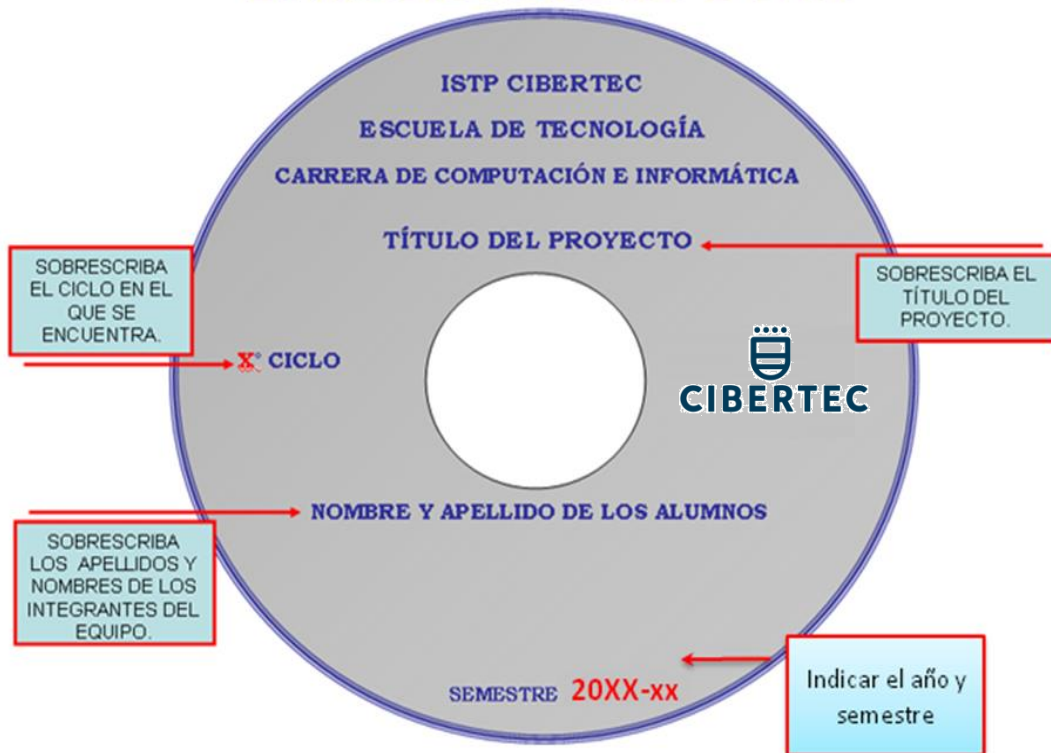 ISTP CIBERTEC
ESCUELA DE TECNOLOGÍA
CARRERA DE COMPUTACIÓN E INFORMÁTICA
TÍTULO DEL PROYECTO
SOBRESCRIBA
EL CICLO EN EL
QUE SE
ENCUENTRA.
SOBRESCRIBA EL
TÍTULO DEL
PROYECTO.
X° CICLO
CIBERTEC
NOMBRE Y APELLIDO DE LOS ALUMNOS
SOBRESCRIBA
LOS APELLIDOS Y
NOMBRES DE LOS
INTEGRANTES DEL
EQUIPO.
SEMESTRE 20XX-xx
Indicar el año y
semestre